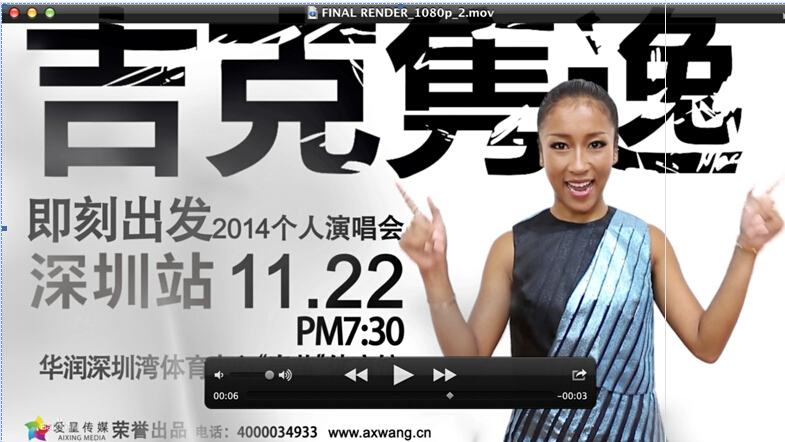 FINAL RENDER_1080p_2.mov
吉克隽逸
即刻出发2014个人演唱会
深圳站 11.22
PM7:30
华润深圳湾体育
00:06
-00:03
爱星传媒 荣誉出品 电话: 4000034933 www.axwang.cn
AIXING MEDIA